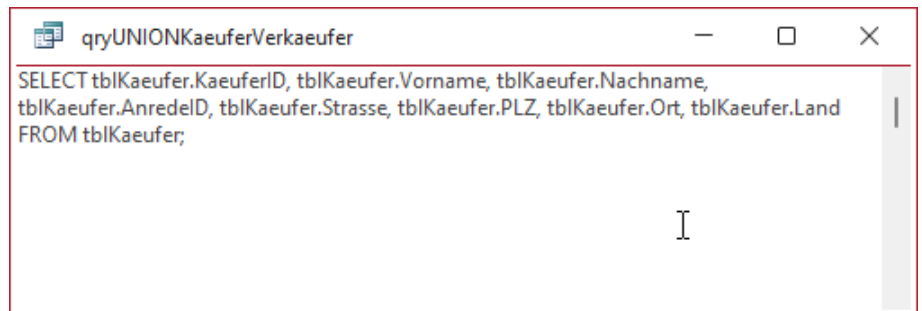 qryUNIONKaeuferVerkaeufer
SELECT tblKaeufer.KaeuferID, tblKaeufer.Vorname, tblKaeufer.Nachname,
tblKaeufer.AnredeID, tblKaeufer.Strasse, tblKaeufer.PLZ, tblKaeufer.Ort, tblKaeufer.Land
FROM tblKaeufer;